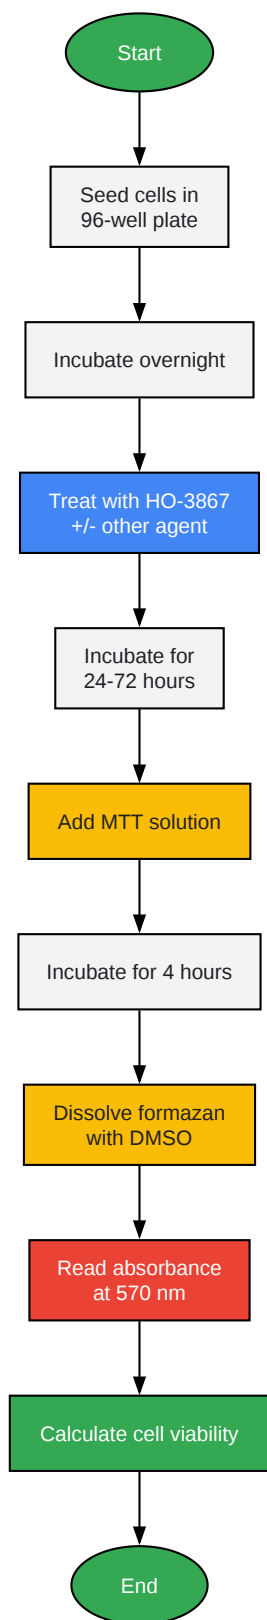 Start
Seed cells in
96-well plate
Incubate overnight
Treat with HO-3867
+/- other agent
Incubate for
24-72 hours
Add MTT solution
Incubate for 4 hours
Dissolve formazan
with DMSO
Read absorbance
at 570 nm
Calculate cell viability
End